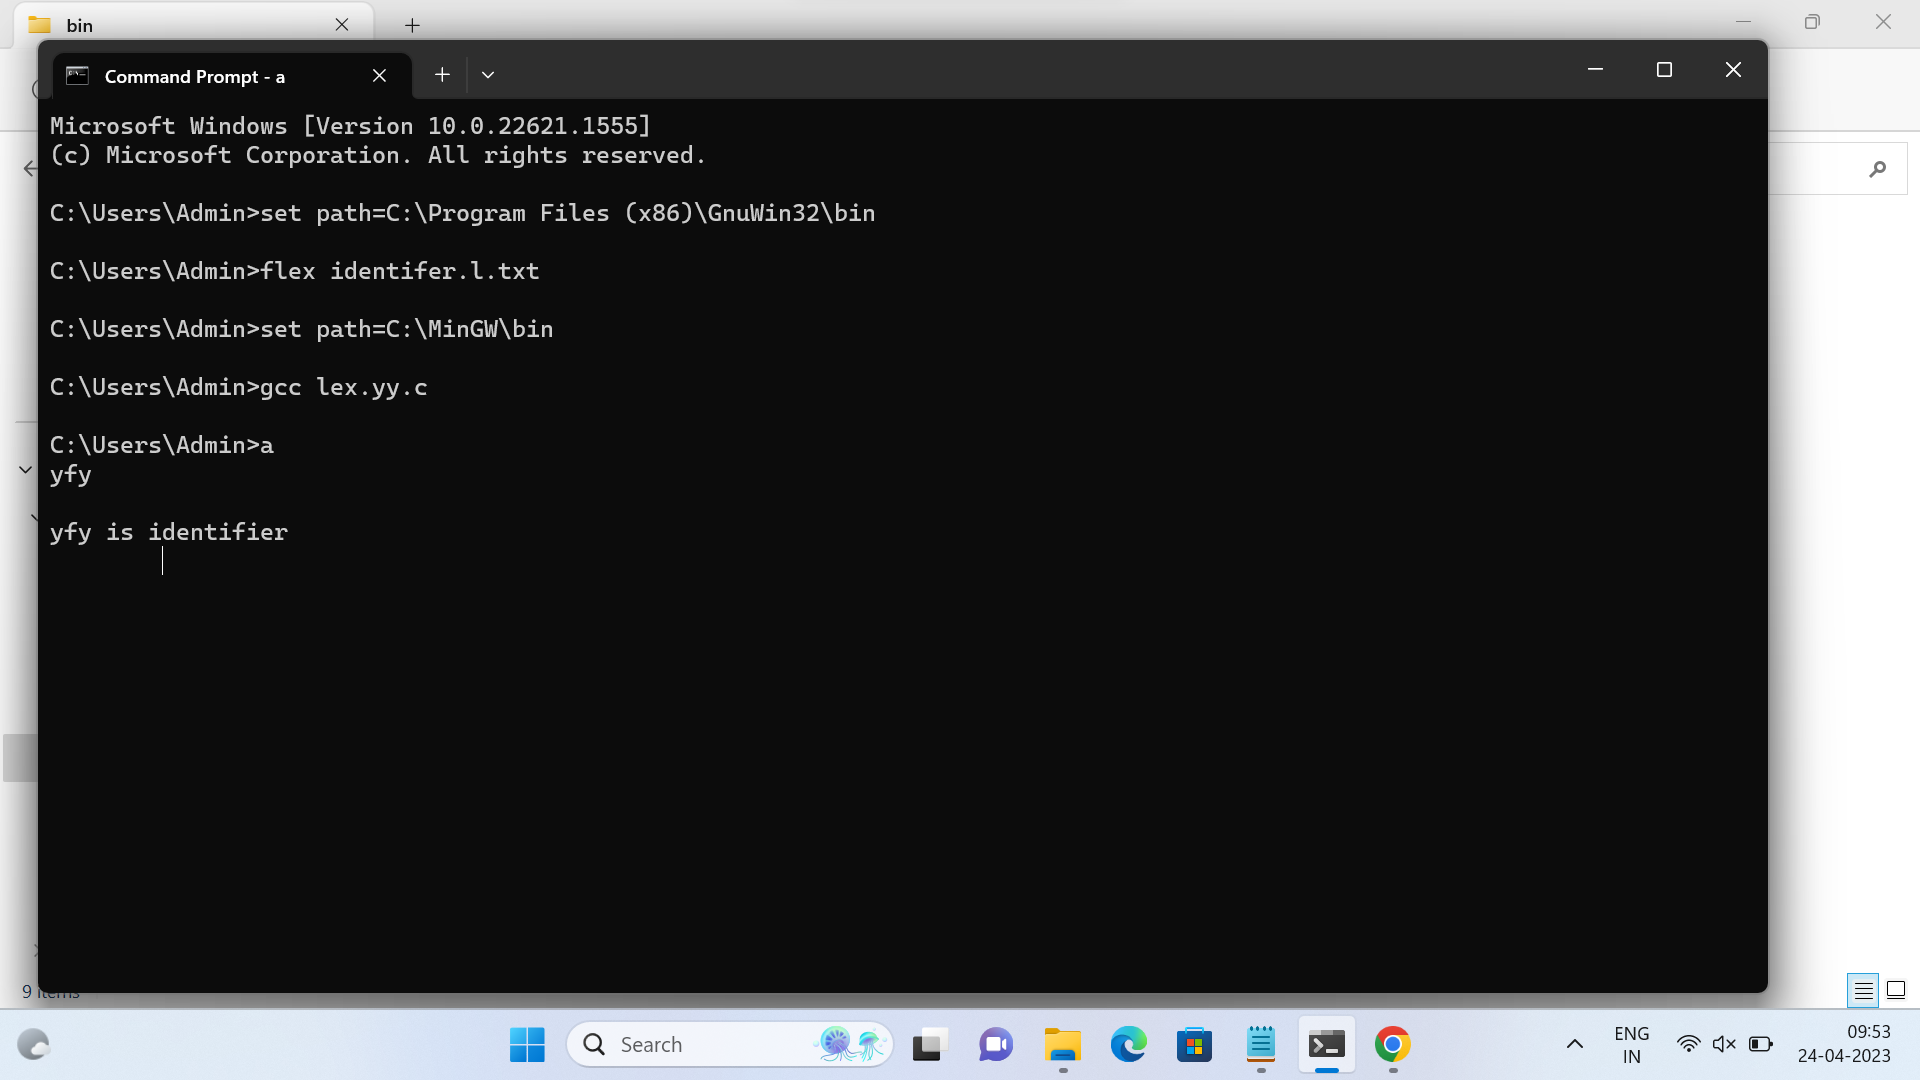 bin
Command Prompt - a
Microsoft Windows [Version 10.0.22621.1555]
(c) Microsoft Corporation. All rights reserved.
C:\Users\Admin>set path=C:\Program Files (x86)\GnuWin32\bin
C:\Users\Admin>flex identifer.l.txt
C:\Users\Admin>set path=C:\MinGW\bin
C:\Users\Admin>gcc lex.yy.c
C:\Users\Admin>a
yfy
yfy is identifier
9 items
Search
ENG
IN
09:53
24-04-2023